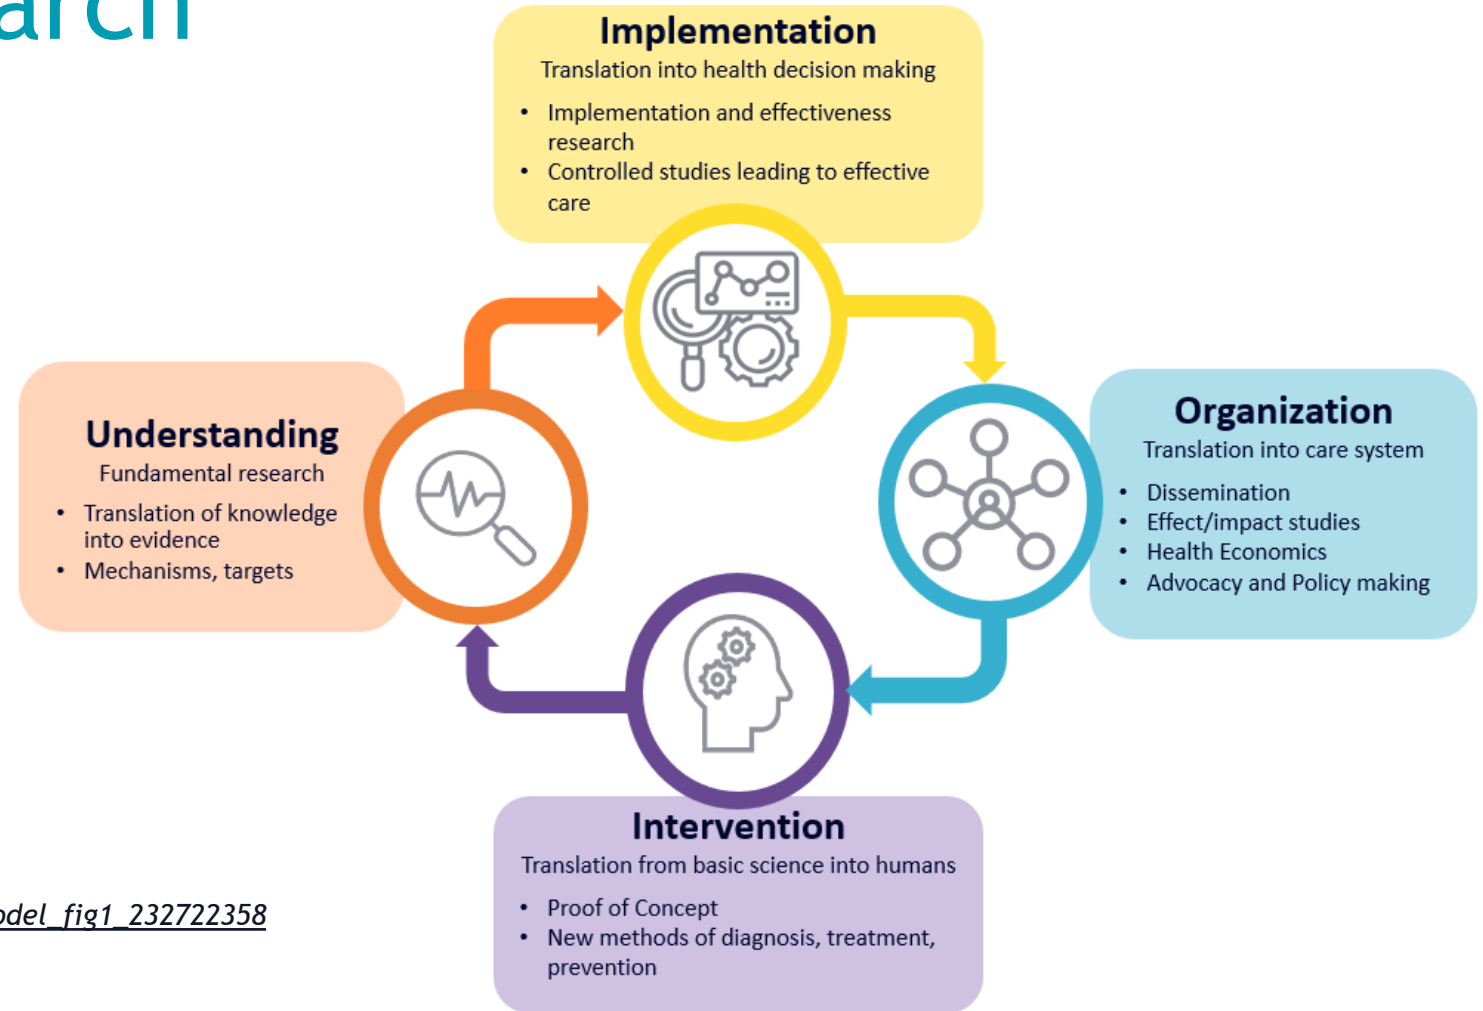 arch
Implementation
Translation into health decision making
• Implementation and effectiveness
research
• Controlled studies leading to effective
care
Understanding
Fundamental research
• Translation of knowledge
into evidence
• Mechanisms, targets
Organization
Translation into care system
• Dissemination
• Effect/impact studies
• Health Economics
• Advocacy and Policy making
Intervention
Translation from basic science into humans
• Proof of Concept
• New methods of diagnosis, treatment,
prevention
odel_fig1_232722358